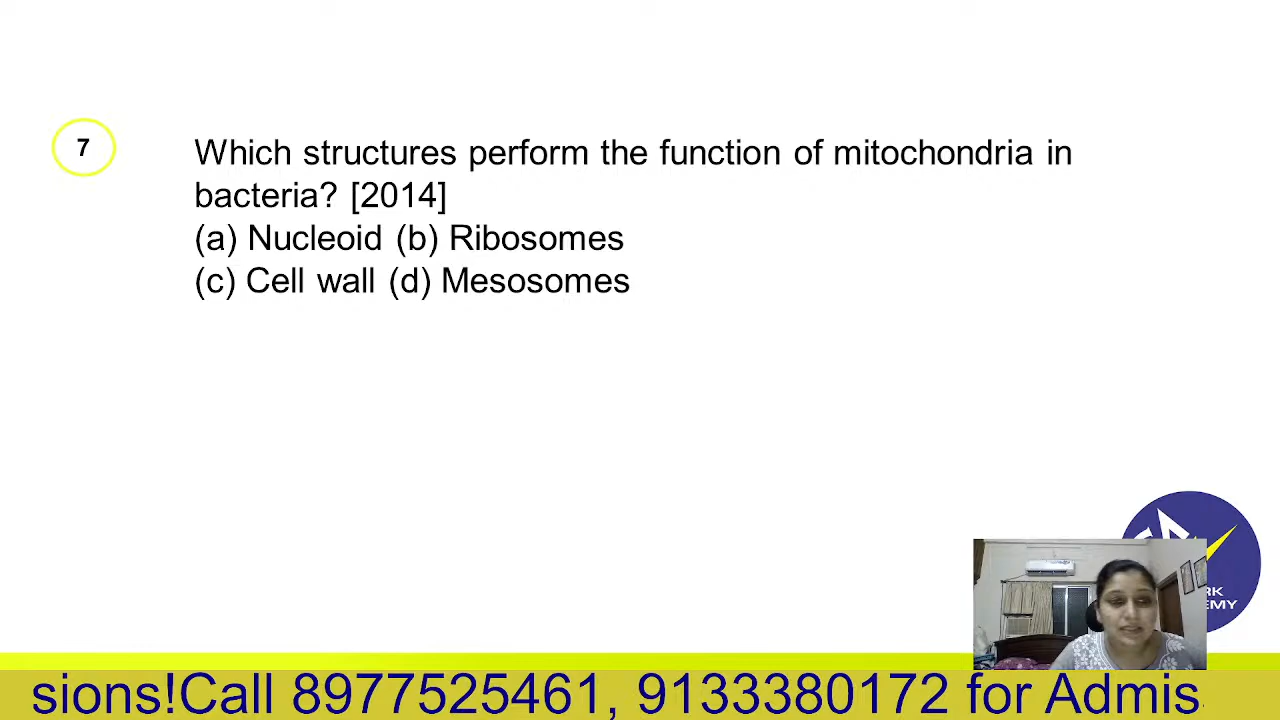 7
Which structures perform the function of mitochondria in
bacteria? [2014]
(a) Nucleoid (b) Ribosomes
(c) Cell wall (d) Mesosomes
sions!Call 8977525461, 9133380172 for Admis